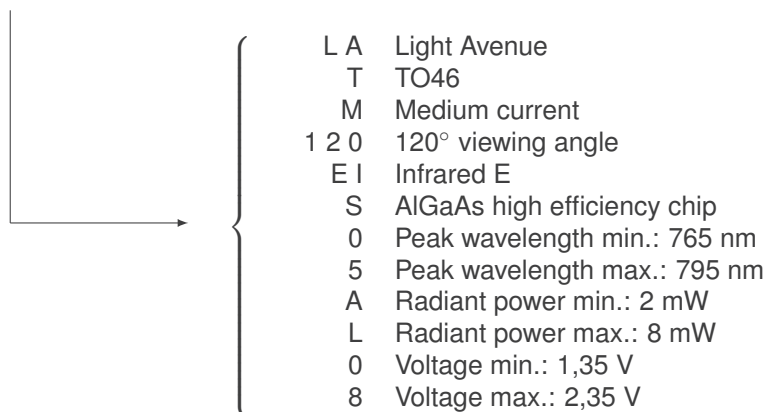 L A Light Avenue
T TO46
M Medium current
1 2 0 120° viewing angle
E I Infrared E
S AlGaAs high efficiency chip
0 Peak wavelength min.: 765 nm
5 Peak wavelength max.: 795 nm
A Radiant power min.: 2 mW
L Radiant power max.: 8 mW
0 Voltage min.: 1,35 V
8 Voltage max.: 2,35 V